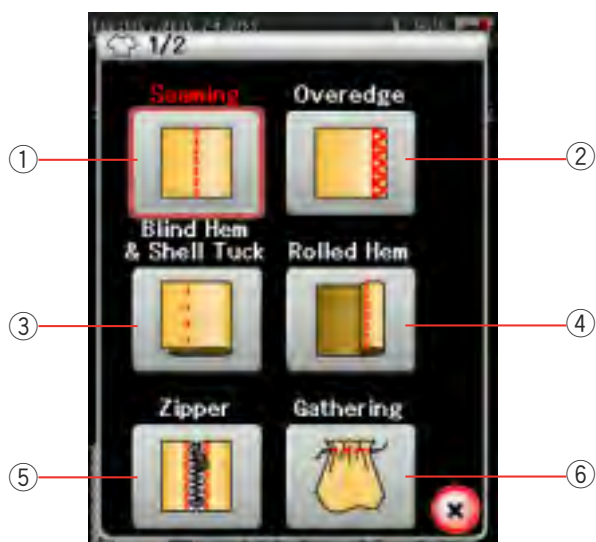 1/2
Seaming Overedge
① ②
Blind Hem
& Shell Tuck Rolled Hem
③ ④
Zipper Gathering
⑤ ⑥
×